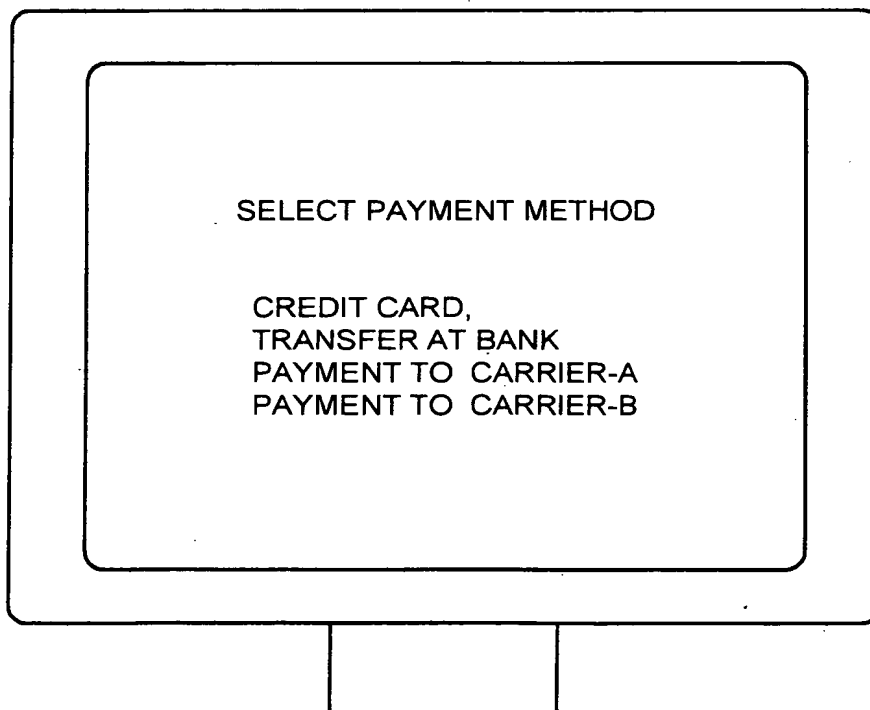 SELECT PAYMENT METHOD
CREDIT CARD,
TRANSFER AT BANK
PAYMENT TO CARRIER-A
PAYMENT TO CARRIER-B